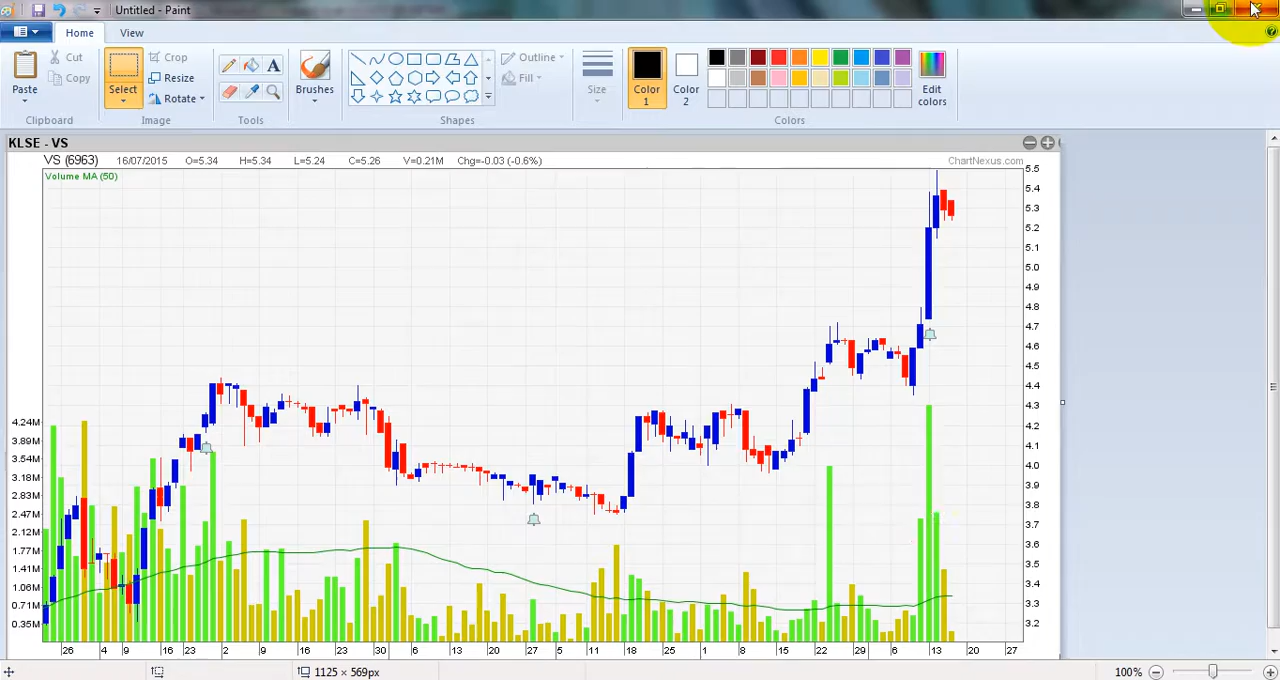 Untitled - Paint
Home View
Paste
Cut
Copy
Clipboard
Select
Crop
Resize
Rotate
Image
A
Tools
Brushes
Outline
Fill
Shapes
Size
Color 1
Color 2
Edit colors
Colors
KLSE - VS
VS (6963) 16/07/2015 O=5.34 H=5.34 L=5.24 C=5.26 V=0.21M Chg=-0.03 (-0.6%) ChartNexus.com
Volume MA (50)
5.5
5.4
5.3
5.2
5.1
5.0
4.9
4.8
4.7
4.6
4.5
4.4
4.3
4.2
4.1
4.0
3.9
3.8
3.7
3.6
3.5
3.4
3.3
3.2
4.24M
3.89M
3.54M
3.18M
2.83M
2.47M
2.12M
1.77M
1.41M
1.06M
0.71M
0.35M
26 4 9 16 23 2 9 16 23 30 6 13 20 27 5 11 18 25 1 8 15 22 29 6 13 20 27
1125 × 569px 100%